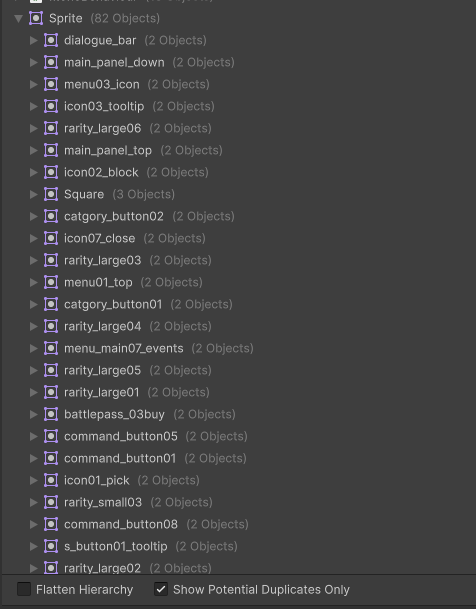 Sprite (82 Objects)
dialogue_bar (2 Objects)
main_panel_down (2 Objects)
menu03_icon (2 Objects)
icon03_tooltip (2 Objects)
rarity_large06 (2 Objects)
main_panel_top (2 Objects)
icon02_block (2 Objects)
Square (3 Objects)
catgory_button02 (2 Objects)
icon07_close (2 Objects)
rarity_large03 (2 Objects)
menu01_top (2 Objects)
catgory_button01 (2 Objects)
rarity_large04 (2 Objects)
menu_main07_events (2 Objects)
rarity_large05 (2 Objects)
rarity_large01 (2 Objects)
battlepass_03buy (2 Objects)
command_button05 (2 Objects)
command_button01 (2 Objects)
icon01_pick (2 Objects)
rarity_small03 (2 Objects)
command_button08 (2 Objects)
s_button01_tooltip (2 Objects)
rarity_large02 (2 Objects)
Flatten Hierarchy Show Potential Duplicates Only